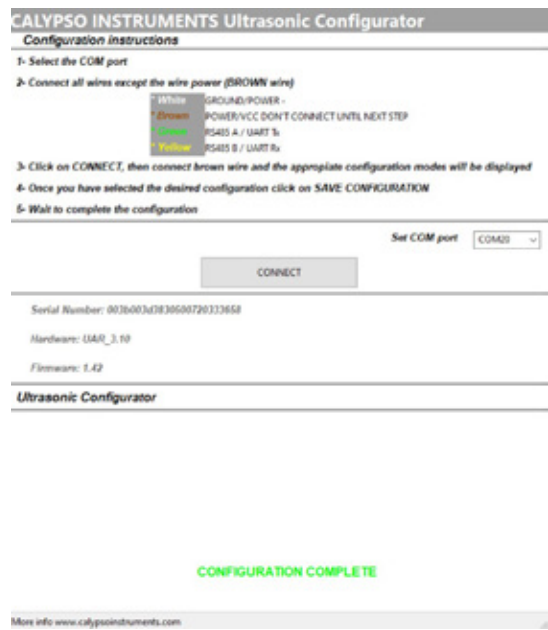 CALYPSO INSTRUMENTS Ultrasonic Configurator
Configuration instructions
1- Select the COM port
2- Connect all wires except the wire power (BROWN wire)
* White GROUND/POWER -
* Brown POWER/VCC DON'T CONNECT UNTIL NEXT STEP
* Green RS485 A / UART Tx
* Yellow RS485 B / UART Rx
3- Click on CONNECT, then connect brown wire and the appropiate configuration modes will be displayed
4- Once you have selected the desired configuration click on SAVE CONFIGURATION
5- Wait to complete the configuration
Set COM port COM20
CONNECT
Serial Number:
Hardware: UAR_3.10
Firmware: 1.42
Ultrasonic Configurator
CONFIGURATION COMPLETE
More info www.calypsoinstruments.com